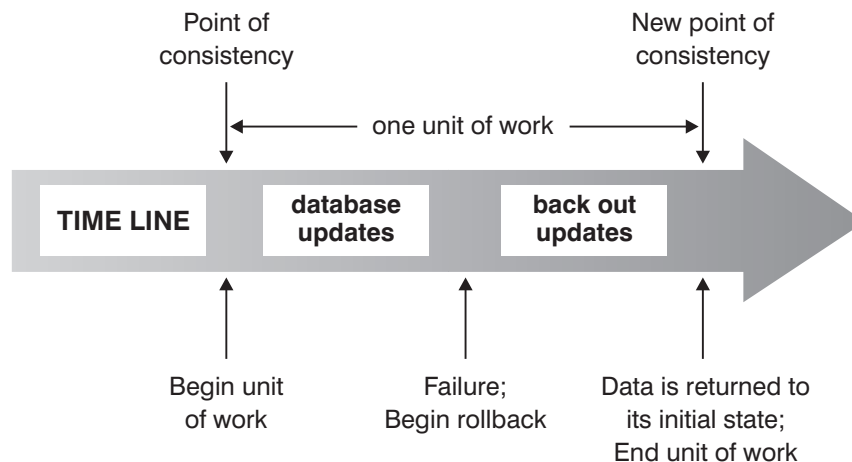 Point of
consistency
New point of
consistency
one unit of work
TIME LINE
database
updates
back out
updates
Begin unit
of work
Failure;
Begin rollback
Data is returned to
its initial state;
End unit of work